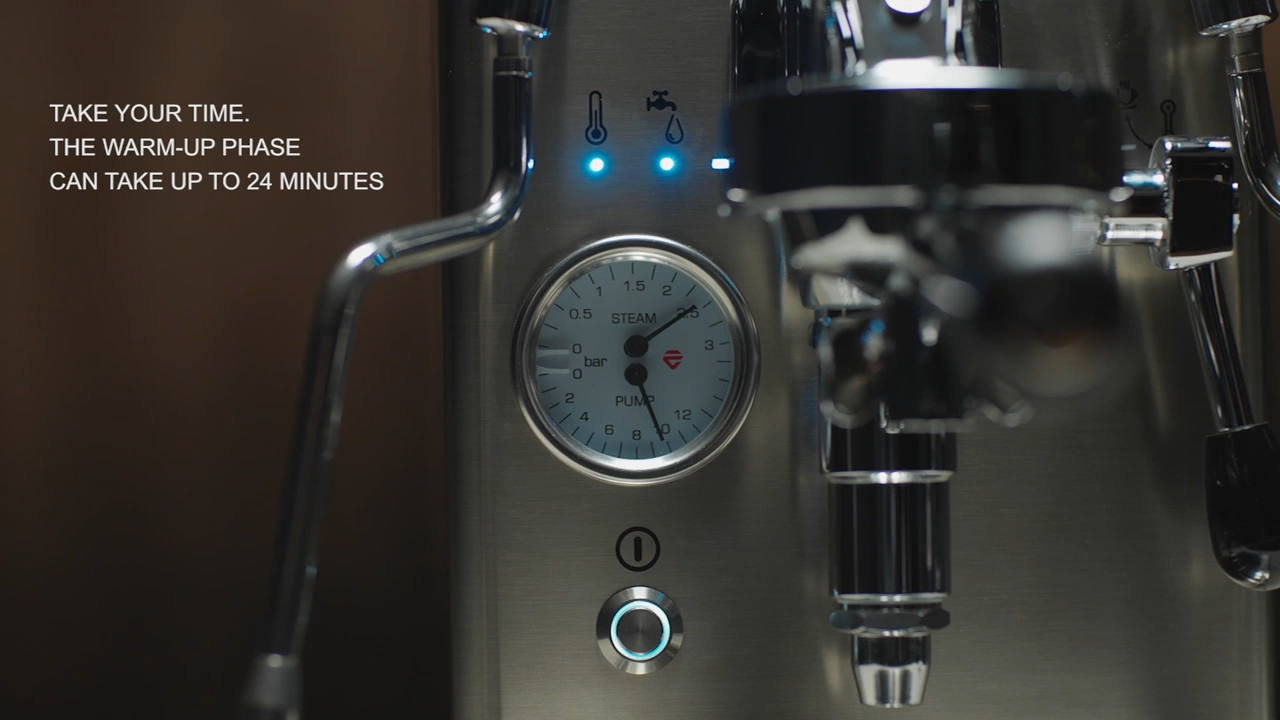 TAKE YOUR TIME.
THE WARM-UP PHASE
CAN TAKE UP TO 24 MINUTES
0 0.5 1 1.5 2 2.5 3
STEAM
bar
PUMP
0 2 4 6 8 10 12